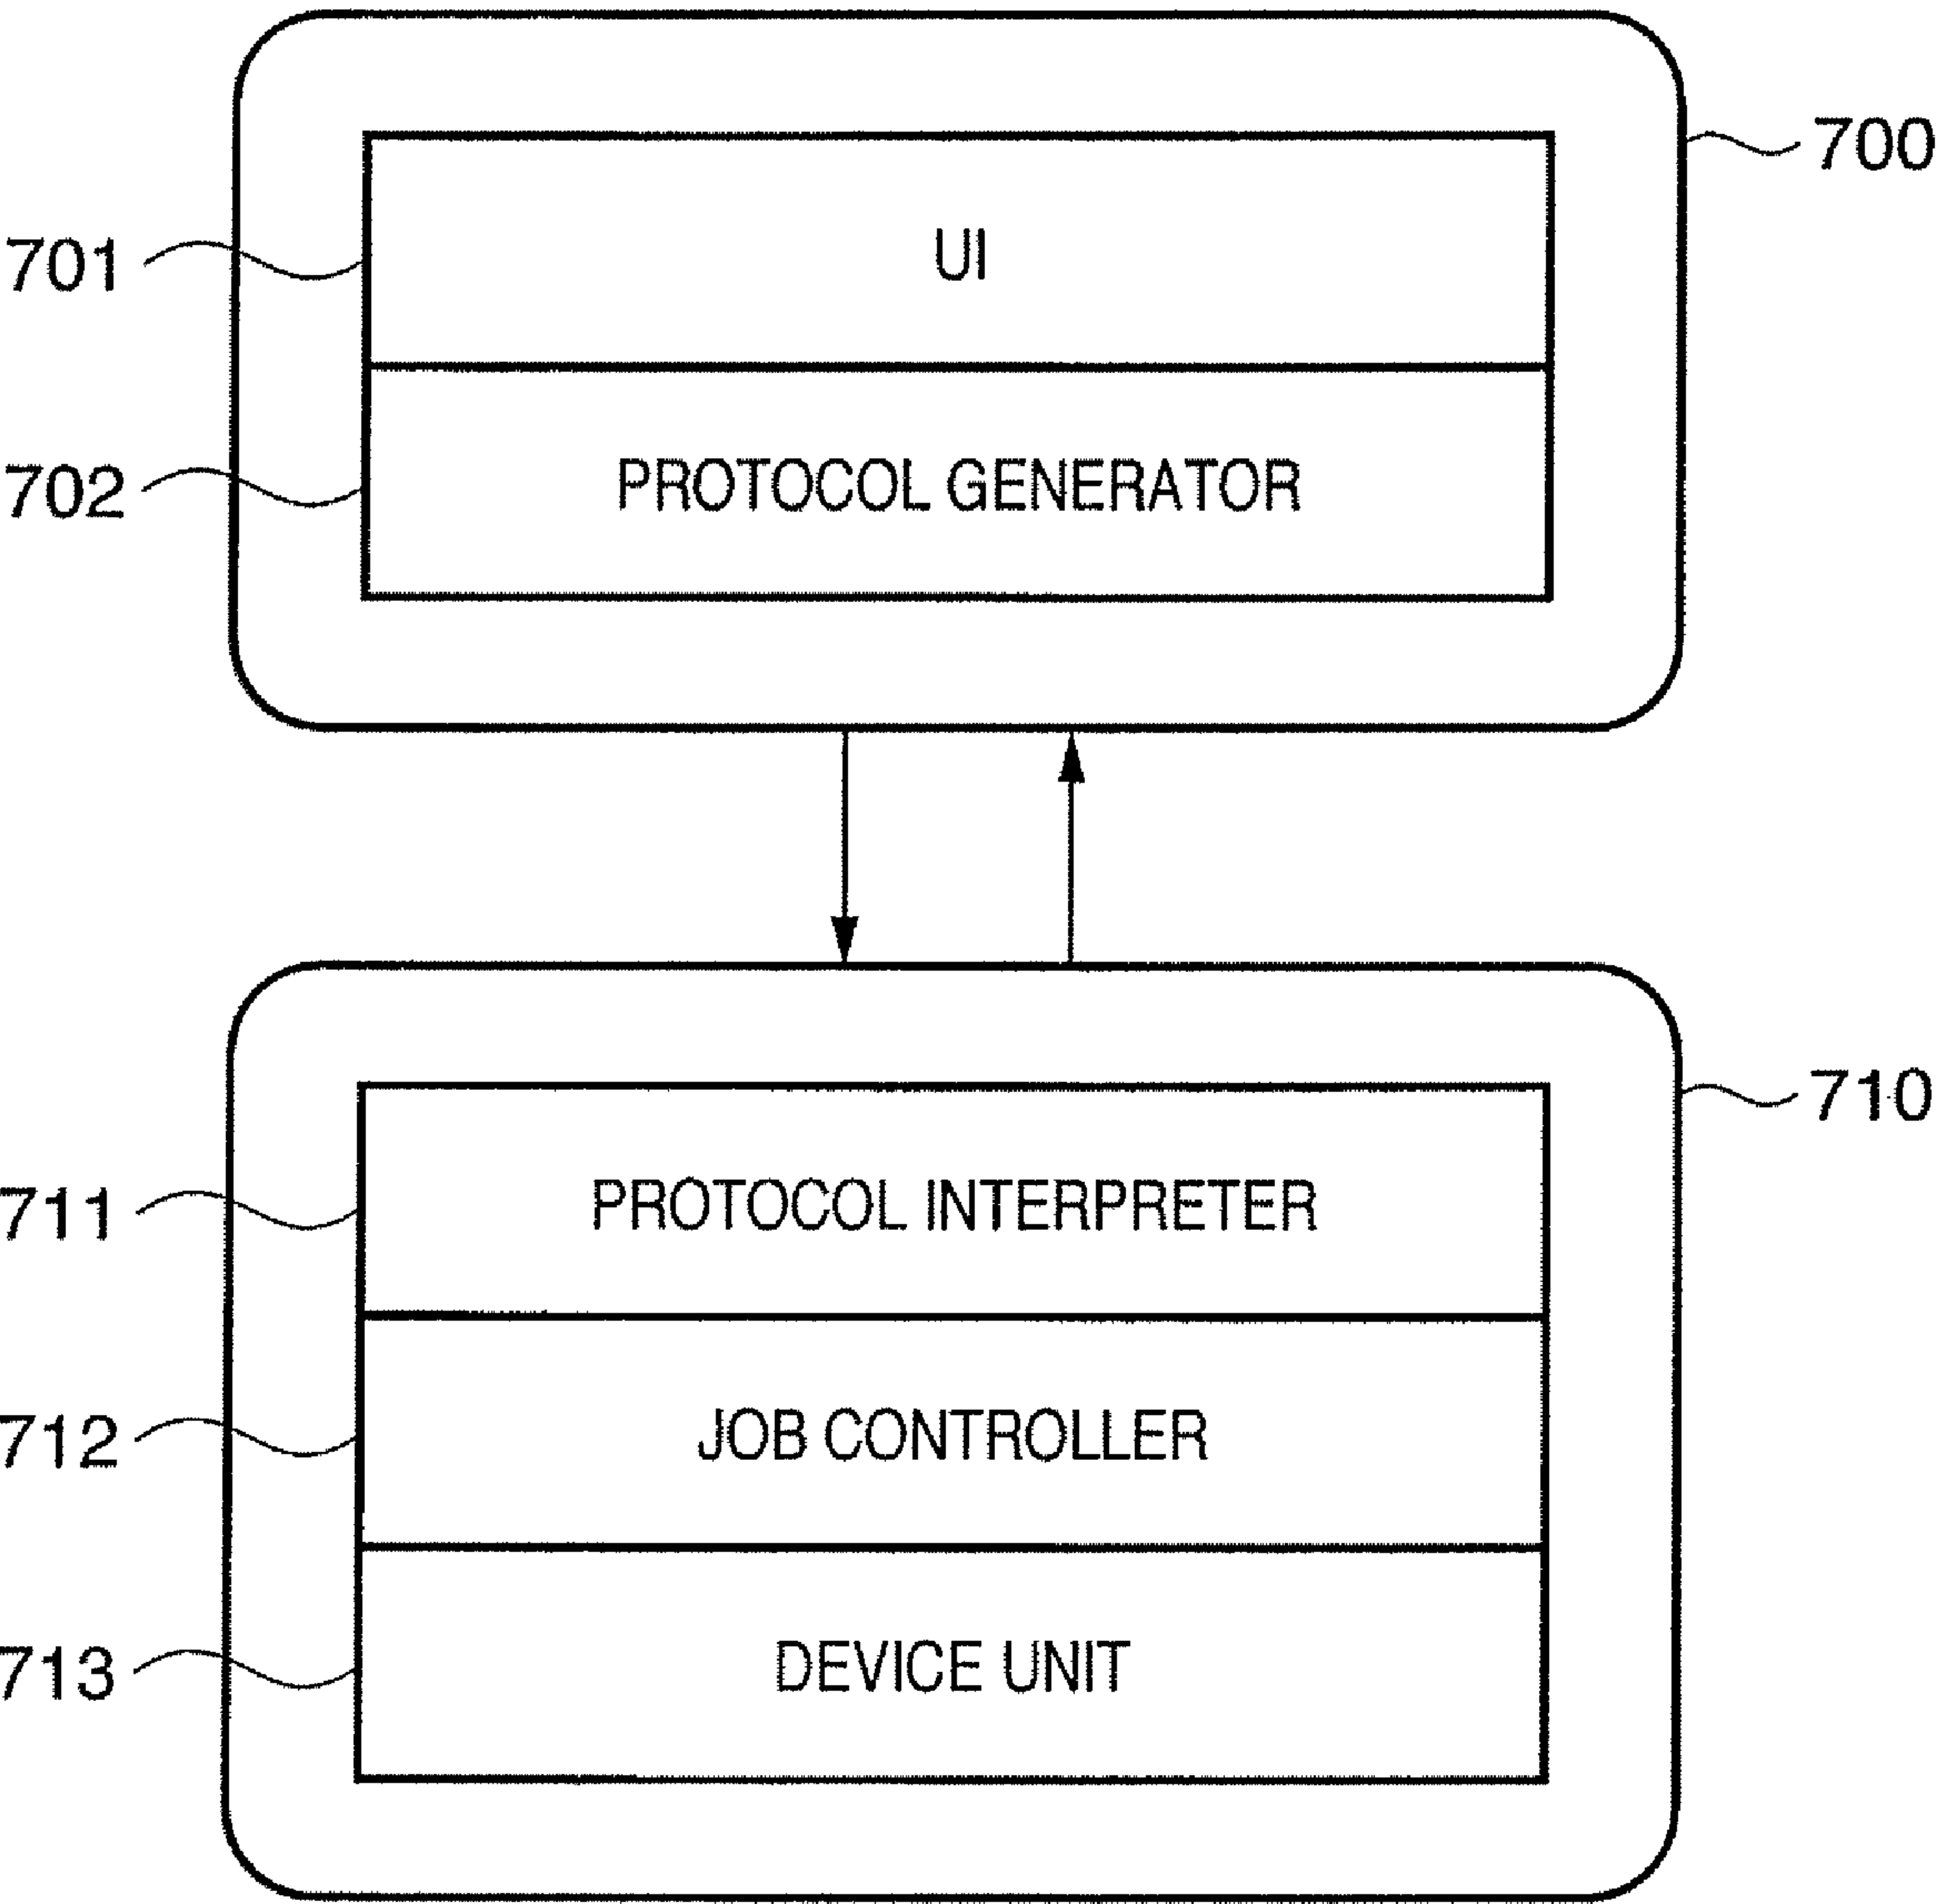 700
701
UI
702
PROTOCOL GENERATOR
710
711
PROTOCOL INTERPRETER
712
JOB CONTROLLER
713
DEVICE UNIT